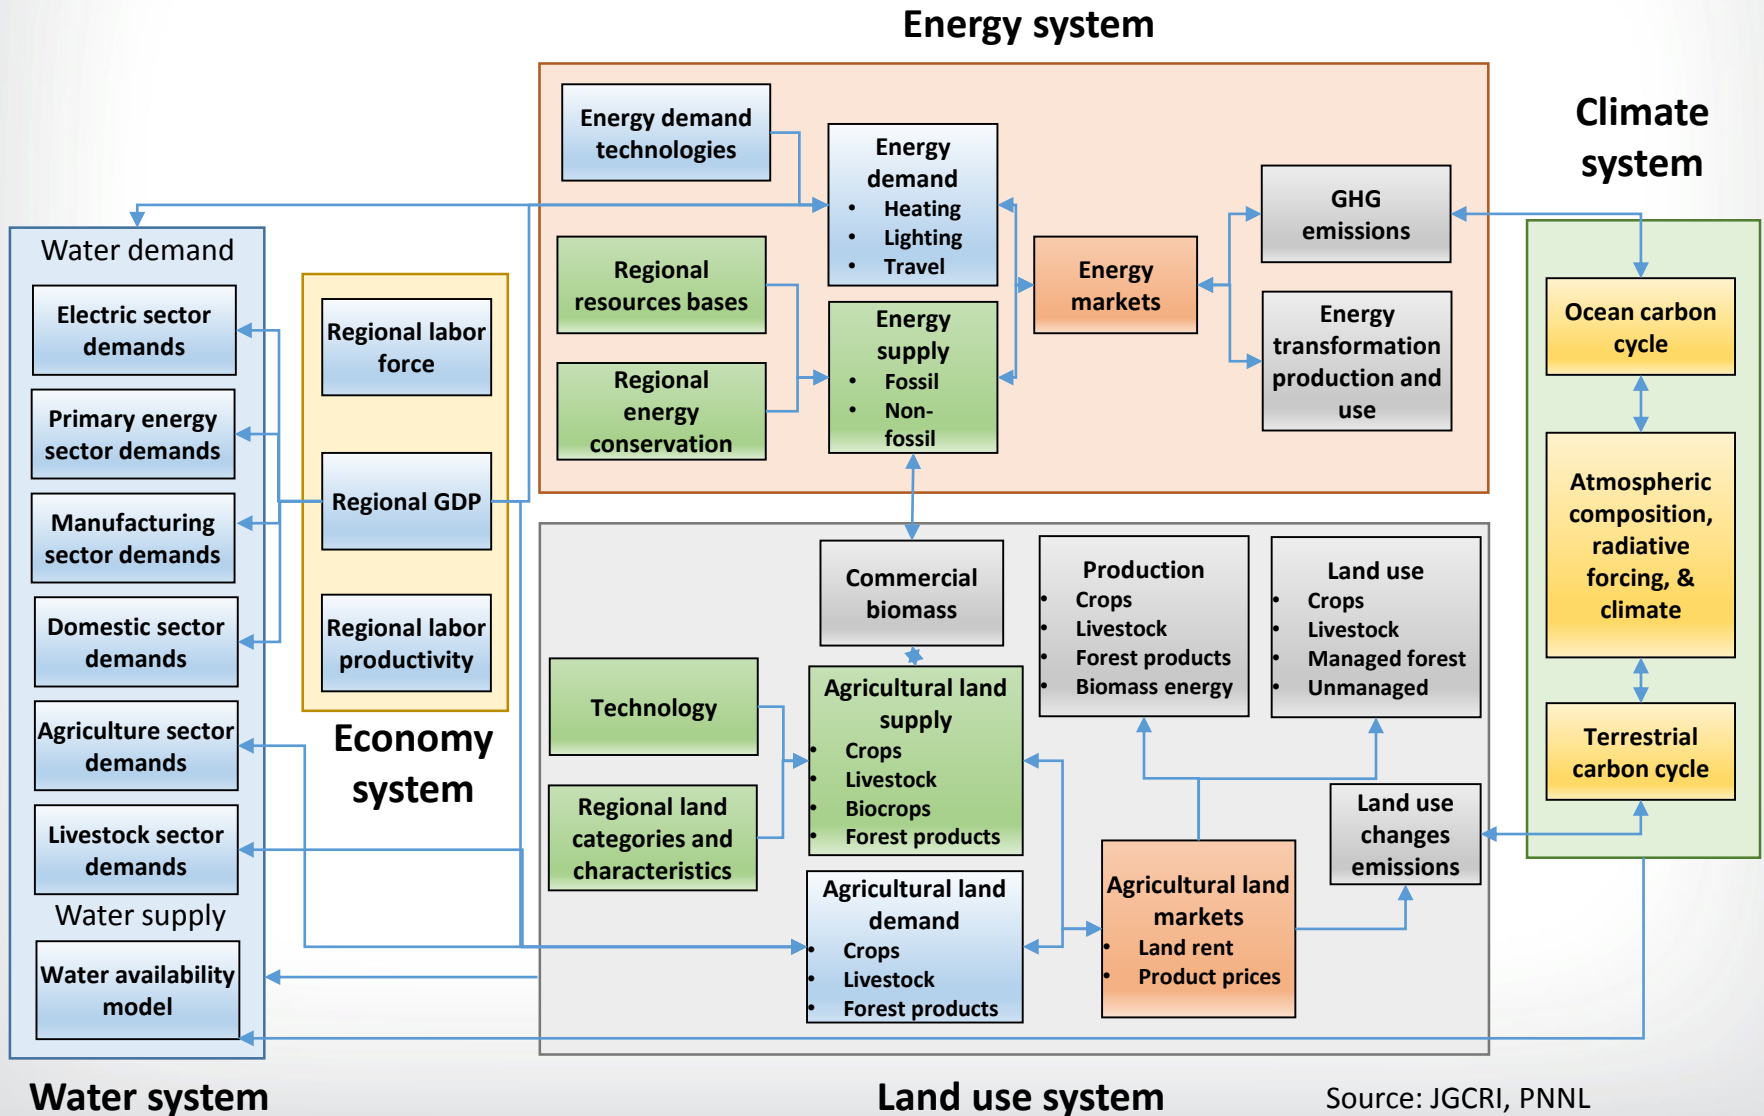 Energy system
Climate
system
Energy demand
technologies
Energy
demand
• Heating
• Lighting
• Travel
Regional
resources bases
Regional
energy
conservation
Energy
supply
• Fossil
• Non-
fossil
Energy
markets
GHG
emissions
Energy
transformation
production and
use
Water demand
Electric sector
demands
Primary energy
sector demands
Manufacturing
sector demands
Domestic sector
demands
Agriculture sector
demands
Livestock sector
demands
Water supply
Water availability
model
Regional labor
force
Regional GDP
Regional labor
productivity
Economy
system
Commercial
biomass
Production
• Crops
• Livestock
• Forest products
• Biomass energy
Land use
• Crops
• Livestock
• Managed forest
• Unmanaged
Technology
Regional land
categories and
characteristics
Agricultural land
supply
• Crops
• Livestock
• Biocrops
• Forest products
Agricultural land
demand
• Crops
• Livestock
• Forest products
Agricultural land
markets
• Land rent
• Product prices
Land use
changes
emissions
Ocean carbon
cycle
Atmospheric
composition,
radiative
forcing, &
climate
Terrestrial
carbon cycle
Water system
Land use system
Source: JGCRI, PNNL